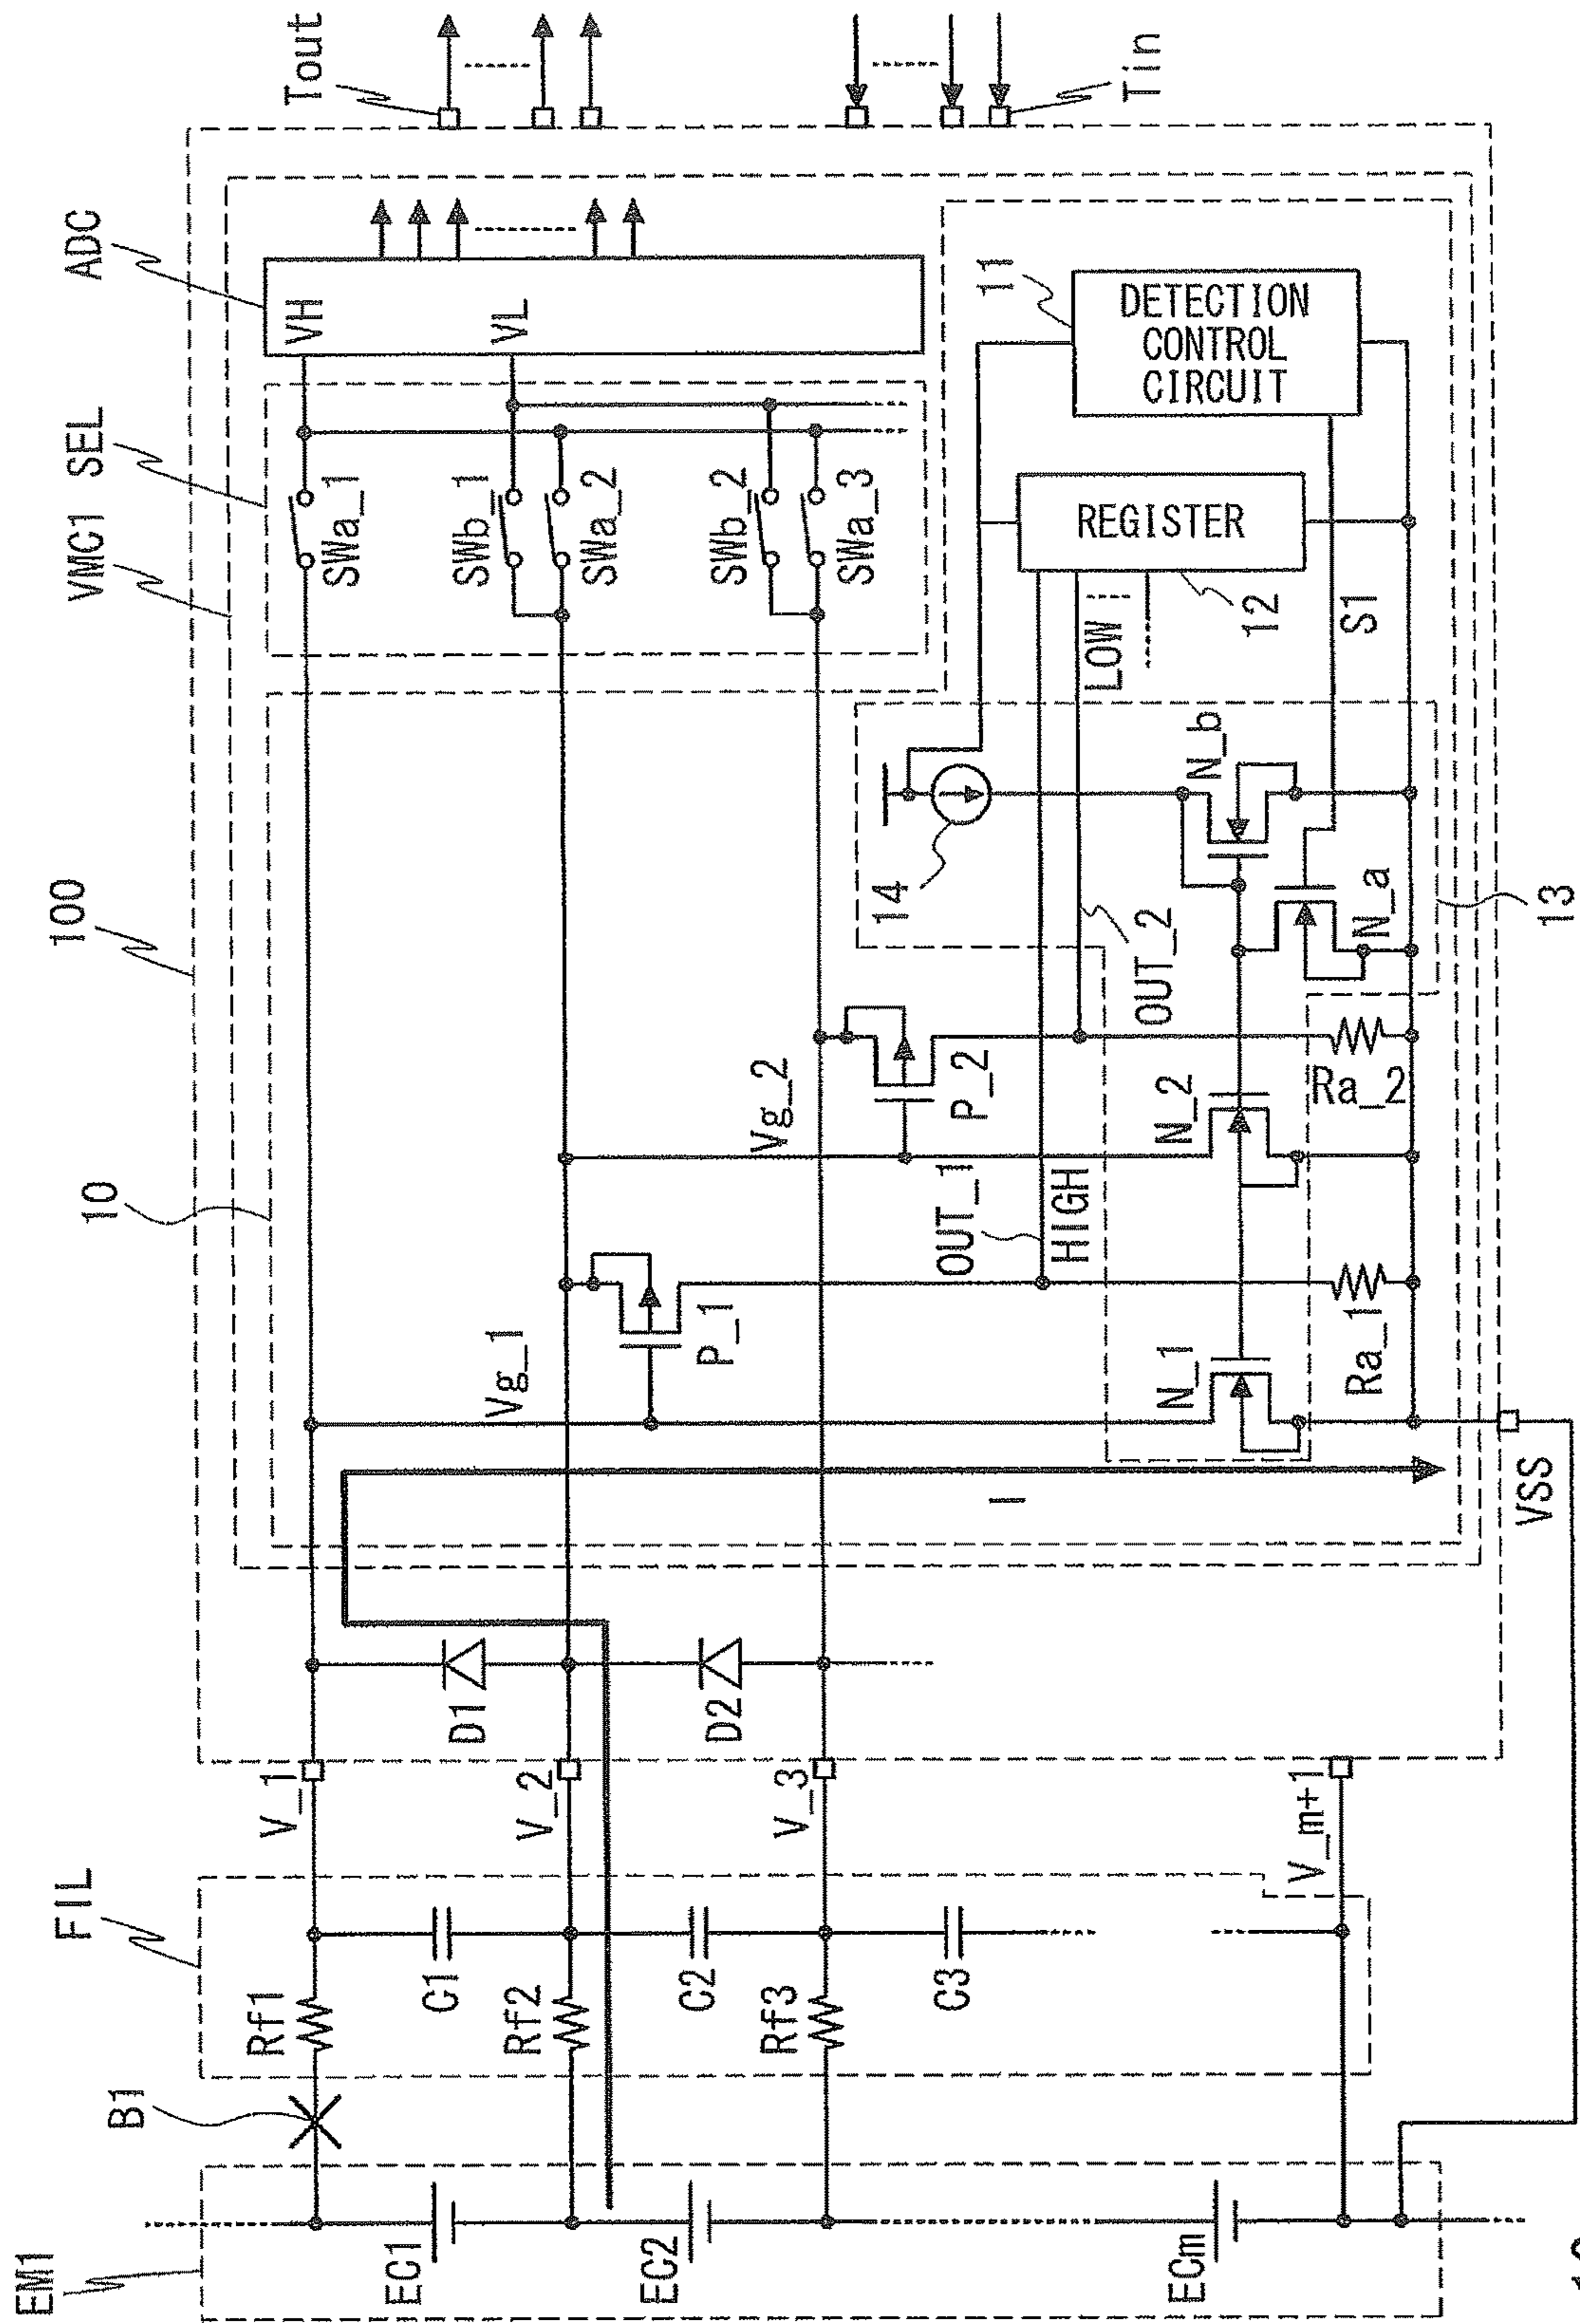 EM1
EC1
EC2
ECm
B1
FIL
Rf1
C1
Rf2
C2
Rf3
C3
V_1
V_2
V_3
V_m+1
D1
D2
VSS
10
100
I
Vg_1
P_1
N_1
Ra_1
OUT_1
HIGH
Vg_2
P_2
N_2
Ra_2
OUT_2
14
N_b
N_a
13
LOW
12
S1
REGISTER
11
DETECTION
CONTROL
CIRCUIT
VMC1
SEL
SWa_1
SWb_1
SWa_2
SWb_2
SWa_3
ADC
VH
VL
Tout
Tin